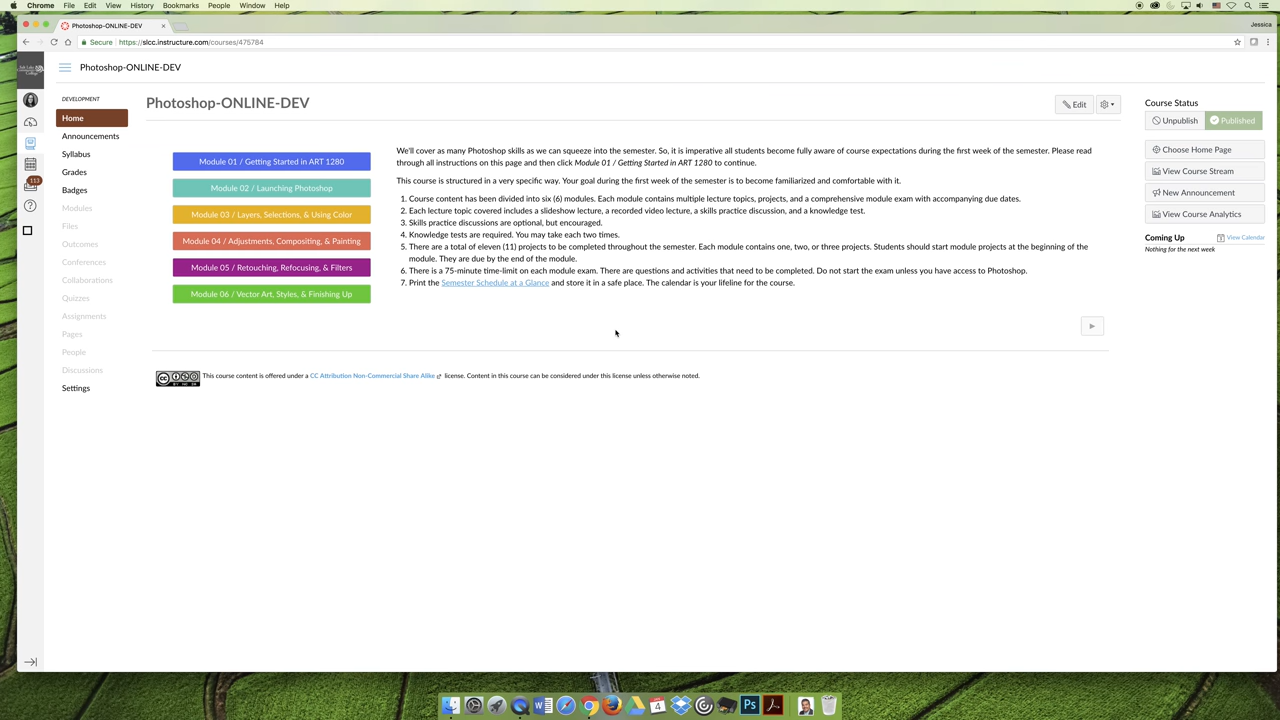 Chrome File Edit View History Bookmarks People Window Help
Photoshop-ONLINE-DEV
Jessica
Secure https://slcc.instructure.com/courses/475784
Photoshop-ONLINE-DEV
DEVELOPMENT
Home
Announcements
Syllabus
Grades
Badges
Modules
Files
Outcomes
Conferences
Collaborations
Quizzes
Assignments
Pages
People
Discussions
Settings
113
Photoshop-ONLINE-DEV
Edit
Module 01 / Getting Started in ART 1280
Module 02 / Launching Photoshop
Module 03 / Layers, Selections, & Using Color
Module 04 / Adjustments, Compositing, & Painting
Module 05 / Retouching, Refocusing, & Filters
Module 06 / Vector Art, Styles, & Finishing Up
We'll cover as many Photoshop skills as we can squeeze into the semester. So, it is imperative all students become fully aware of course expectations during the first week of the semester. Please read
through all instructions on this page and then click Module 01 / Getting Started in ART 1280 to continue.
This course is structured in a very specific way. Your goal during the first week of the semester is to become familiarized and comfortable with it.
1. Course content has been divided into six (6) modules. Each module contains multiple lecture topics, projects, and a comprehensive module exam with accompanying due dates.
2. Each lecture topic covered includes a slideshow lecture, a recorded video lecture, a skills practice discussion, and a knowledge test.
3. Skills practice discussions are optional, but encouraged.
4. Knowledge tests are required. You may take each two times.
5. There are a total of eleven (11) projects to be completed throughout the semester. Each module contains one, two, or three projects. Students should start module projects at the beginning of the
module. They are due by the end of the module.
6. There is a 75-minute time-limit on each module exam. There are questions and activities that need to be completed. Do not start the exam unless you have access to Photoshop.
7. Print the Semester Schedule at a Glance and store it in a safe place. The calendar is your lifeline for the course.
This course content is offered under a CC Attribution Non-Commercial Share Alike license. Content in this course can be considered under this license unless otherwise noted.
Course Status
Unpublish Published
Choose Home Page
View Course Stream
New Announcement
View Course Analytics
Coming Up View Calendar
Nothing for the next week
4
Ps